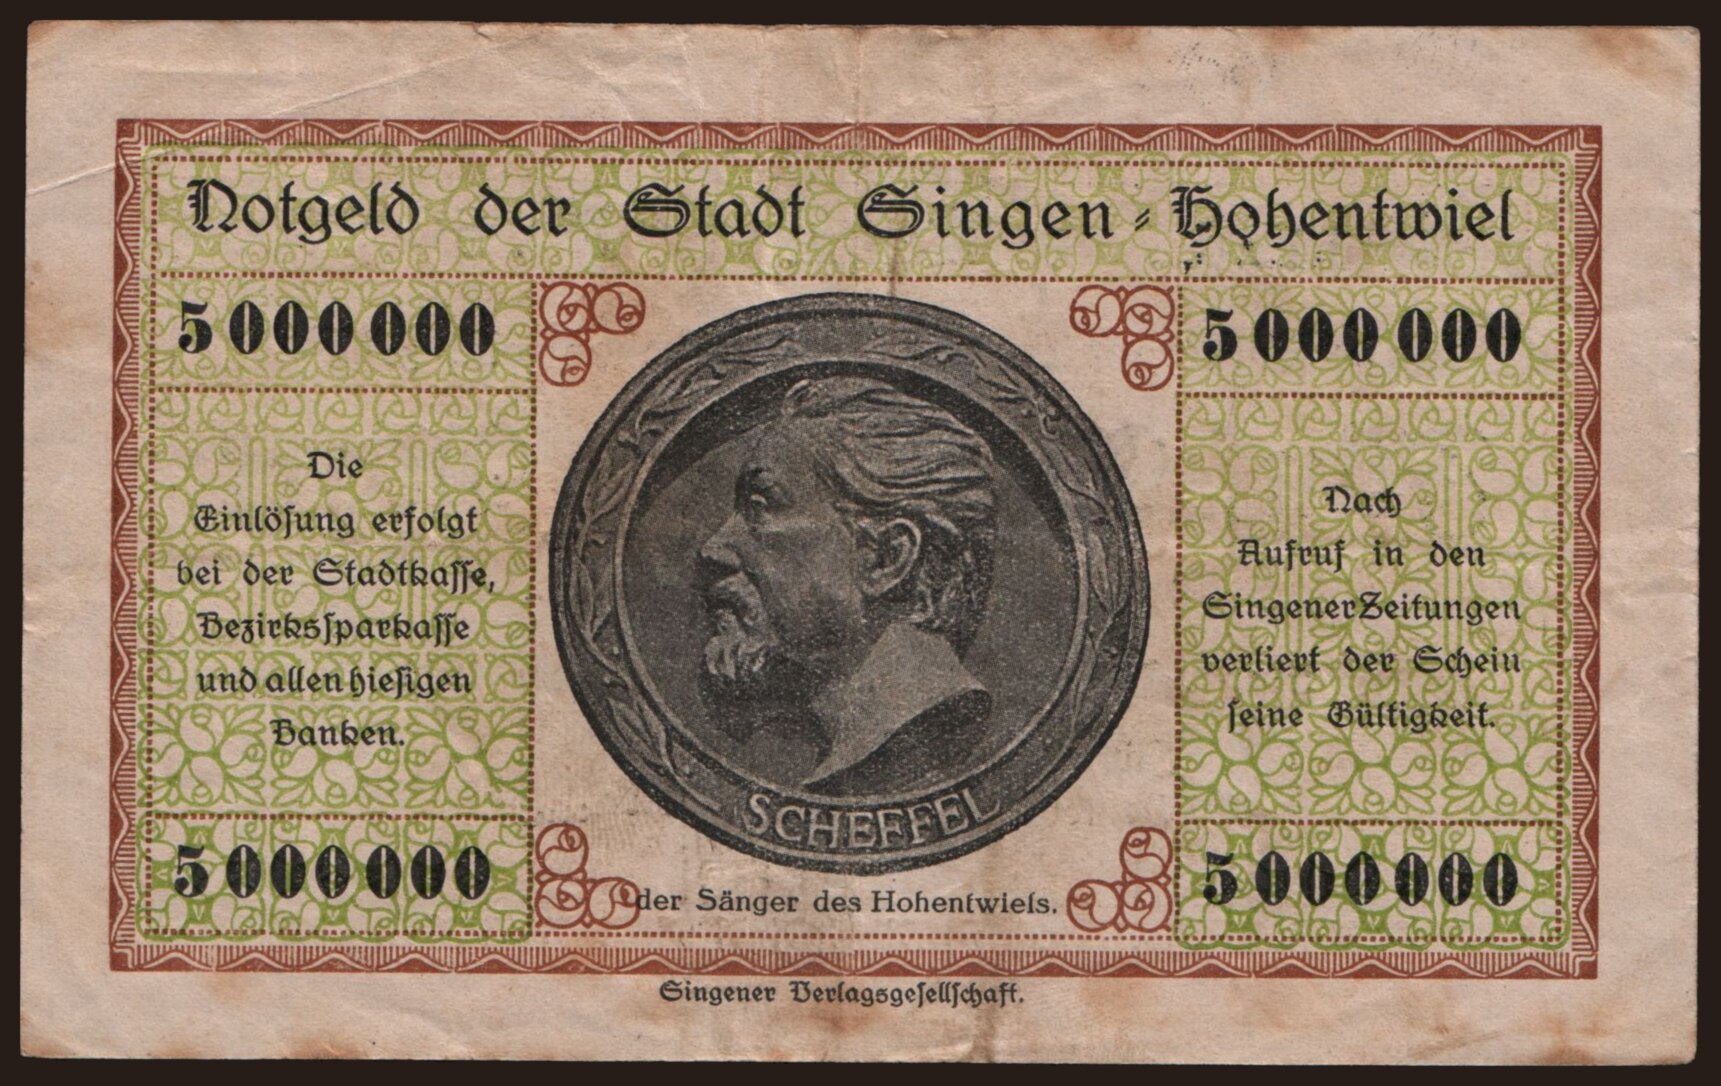 Notgeld der Stadt Singen-Hohentwiel
5000000
5000000
Die
Einlösung erfolgt
bei der Stadtkasse,
Bezirkssparkasse
und allen hiesigen
Banken.
Nach
Aufruf in den
Singener Zeitungen
verliert der Schein
seine Gültigkeit.
SCHEFFEL
5000000
5000000
der Sänger des Hohentwiels.
Singener Verlagsgesellschaft.